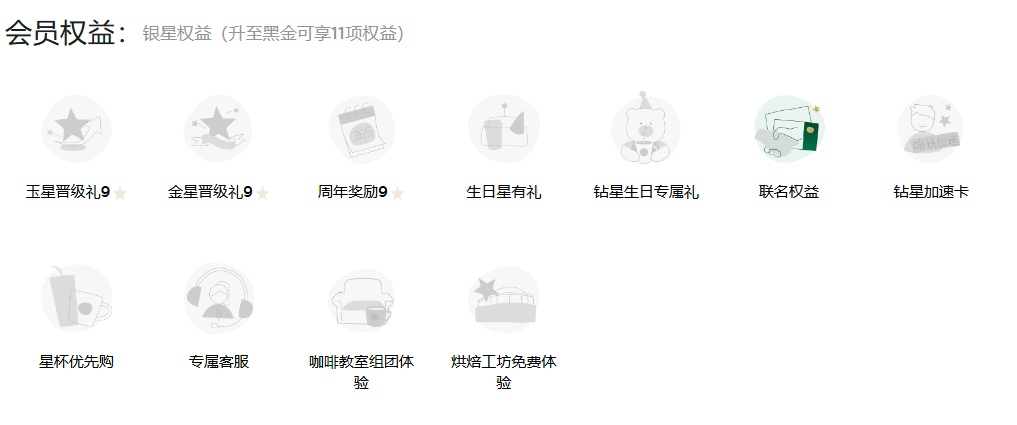 会员权益：银星权益（升至黑金可享11项权益）
玉星晋级礼9 金星晋级礼9 周年奖励9 生日星有礼 钻星生日专属礼 联名权益 钻星加速卡
星杯优先购 专属客服 咖啡教室组团体 烘焙工坊免费体
验 验